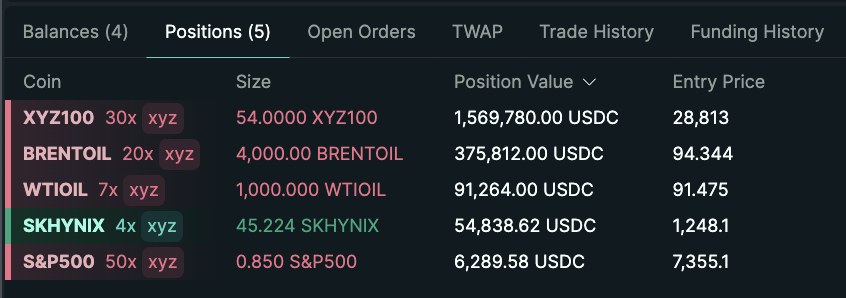 Balances (4) Positions (5) Open Orders TWAP Trade History Funding History
Coin Size Position Value Entry Price
XYZ100 30x xyz 54.0000 XYZ100 1,569,780.00 USDC 28,813
BRENTOIL 20x xyz 4,000.00 BRENTOIL 375,812.00 USDC 94.344
WTIOIL 7x xyz 1,000.000 WTIOIL 91,264.00 USDC 91.475
SKHYNIX 4x xyz 45.224 SKHYNIX 54,838.62 USDC 1,248.1
S&P500 50x xyz 0.850 S&P500 6,289.58 USDC 7,355.1